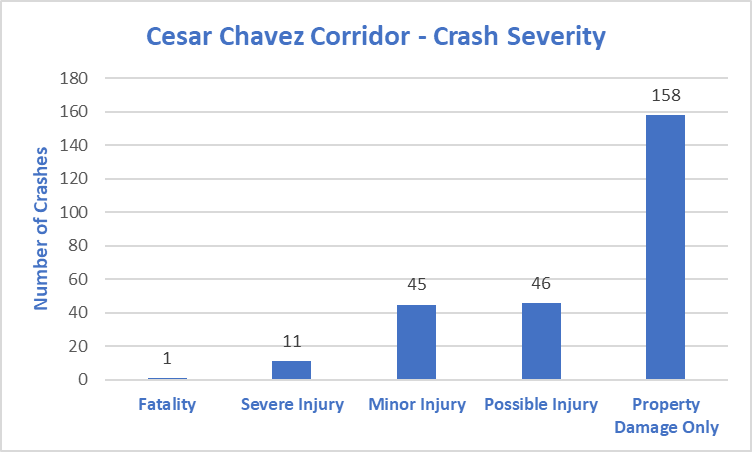 Cesar Chavez Corridor - Crash Severity
Number of Crashes
180
160
140
120
100
80
60
40
20
0
1
11
45
46
158
Fatality
Severe Injury
Minor Injury
Possible Injury
Property
Damage Only